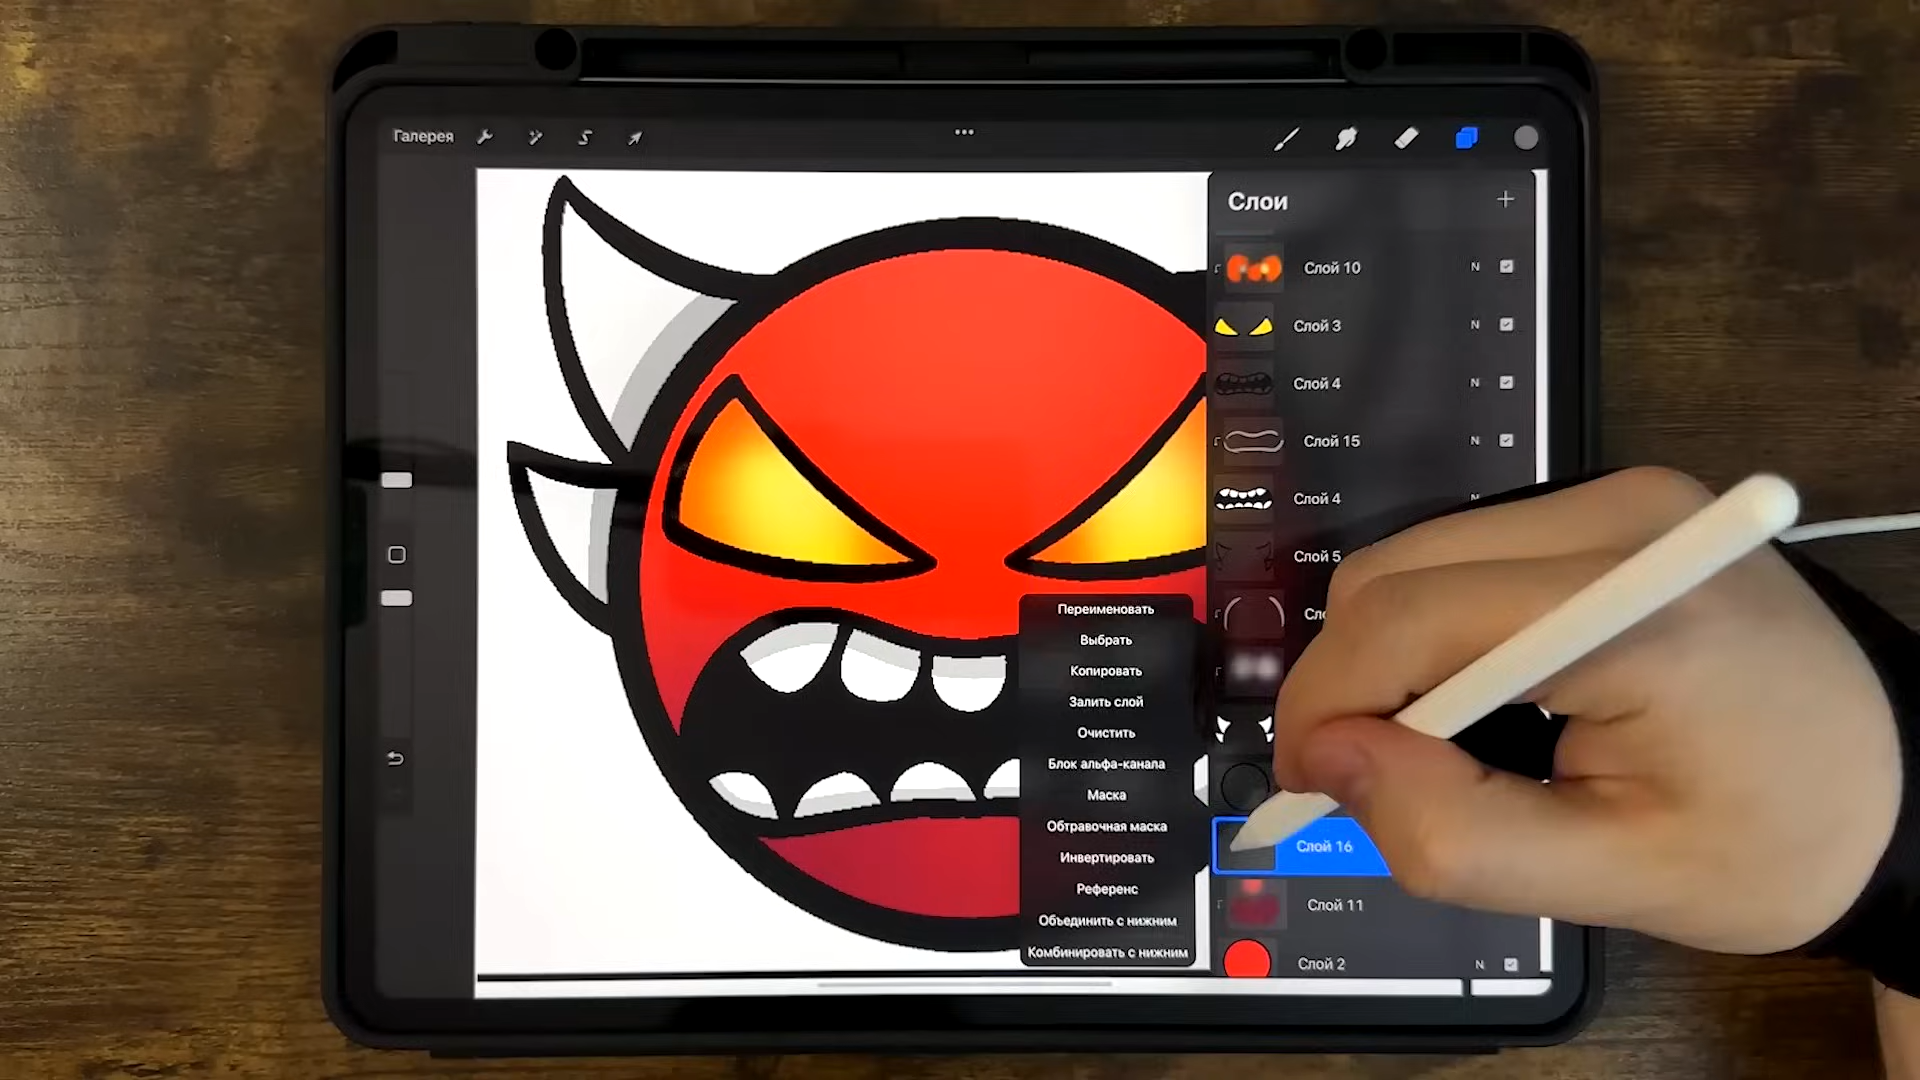 Галерея
Слои
Слой 10 N
Слой 3 N
Слой 4 N
Слой 15 N
Слой 4
Слой 5
Переименовать
Выбрать
Копировать
Залить слой
Очистить
Блок альфа-канала
Маска
Обтравочная маска
Инвертировать
Референс
Объединить с нижним
Комбинировать с нижним
Слой 16
Слой 11
Слой 2 N